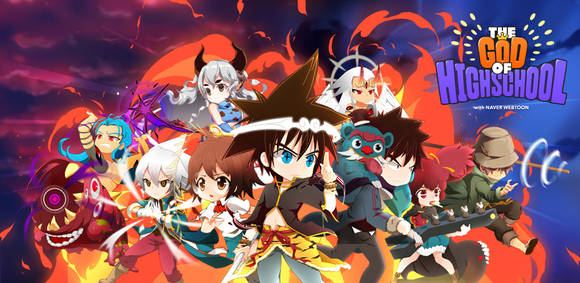 THE
GOD
OF
HIGHSCHOOL
with NAVER WEBTOON